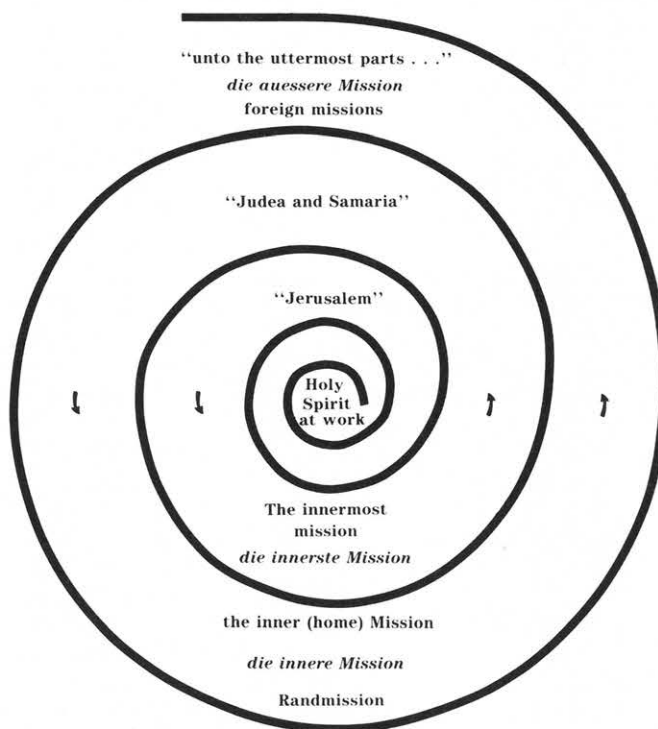 “unto the uttermost parts . . .”
die auessere Mission
foreign missions
“Judea and Samaria”
“Jerusalem”
Holy
Spirit
at work
The innermost
mission
die innerste Mission
the inner (home) Mission
die innere Mission
Randmission